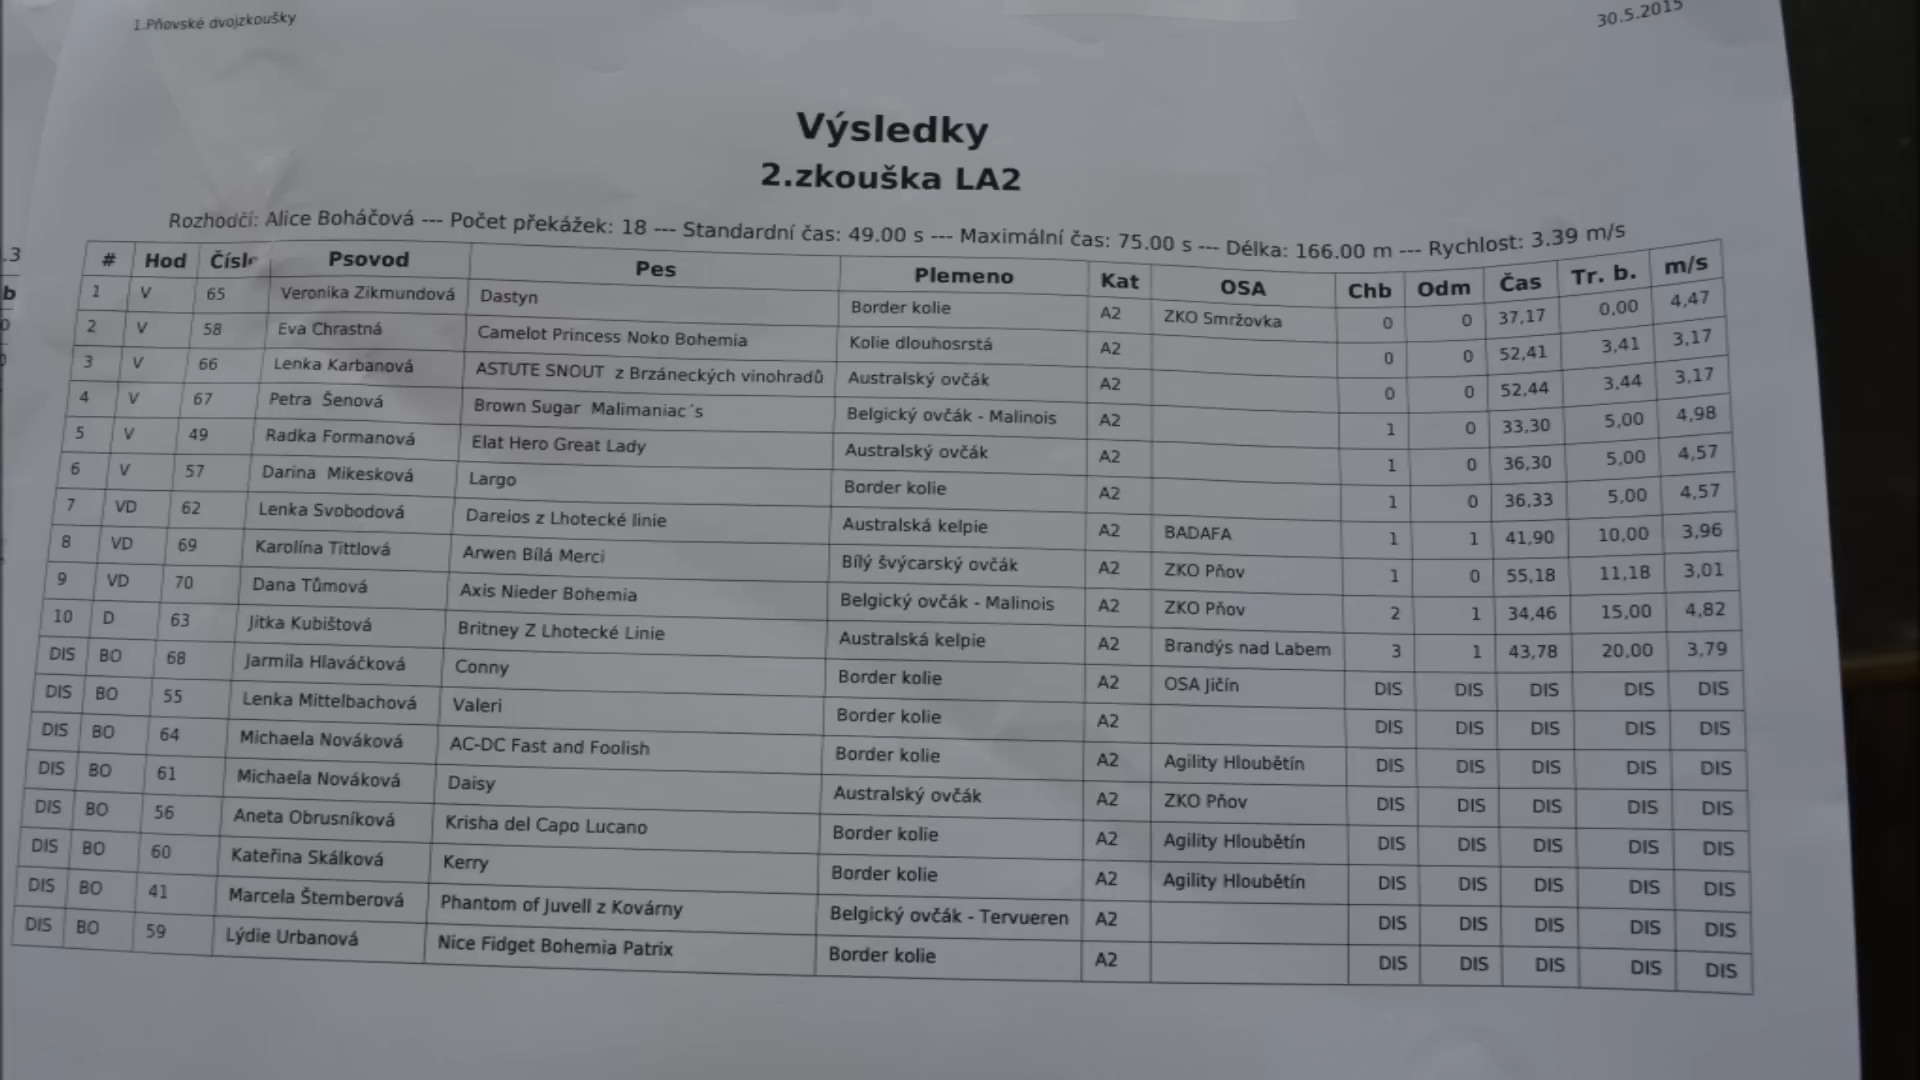 1.Pňovské dvojzkoušky
30.5.2015
Výsledky
2.zkouška LA2
Rozhodčí: Alice Boháčová --- Počet překážek: 18 --- Standardní čas: 49.00 s --- Maximální čas: 75.00 s --- Délka: 166.00 m --- Rychlost: 3.39 m/s
# Hod Čísl Psovod Pes Plemeno Kat OSA Chb Odm Čas Tr. b. m/s
1 V 65 Veronika Zikmundová Dastyn Border kolie A2 ZKO Smržovka 0 0 37,17 0,00 4,47
2 V 58 Eva Chrastná Camelot Princess Noko Bohemia Kolie dlouhosrstá A2 0 0 52,41 3,41 3,17
3 V 66 Lenka Karbanová ASTUTE SNOUT z Brzáneckých vinohradů Australský ovčák A2 0 0 52,44 3,44 3,17
4 V 67 Petra Šenová Brown Sugar Malimaniac´s Belgický ovčák - Malinois A2 1 0 33,30 5,00 4,98
5 V 49 Radka Formanová Elat Hero Great Lady Australský ovčák A2 1 0 36,30 5,00 4,57
6 V 57 Darina Mikesková Largo Border kolie A2 1 0 36,33 5,00 4,57
7 VD 62 Lenka Svobodová Dareios z Lhotecké linie Australská kelpie A2 BADAFA 1 1 41,90 10,00 3,96
8 VD 69 Karolína Tittlová Arwen Bílá Merci Bílý švýcarský ovčák A2 ZKO Pňov 1 0 55,18 11,18 3,01
9 VD 70 Dana Tůmová Axis Nieder Bohemia Belgický ovčák - Malinois A2 ZKO Pňov 2 1 34,46 15,00 4,82
10 D 63 Jitka Kubištová Britney Z Lhotecké Linie Australská kelpie A2 Brandýs nad Labem 3 1 43,78 20,00 3,79
DIS BO 68 Jarmila Hlaváčková Conny Border kolie A2 OSA Jičín DIS DIS DIS DIS DIS
DIS BO 55 Lenka Mittelbachová Valeri Border kolie A2 DIS DIS DIS DIS DIS
DIS BO 64 Michaela Nováková AC-DC Fast and Foolish Border kolie A2 Agility Hloubětín DIS DIS DIS DIS DIS
DIS BO 61 Michaela Nováková Daisy Australský ovčák A2 ZKO Pňov DIS DIS DIS DIS DIS
DIS BO 56 Aneta Obrusníková Krisha del Capo Lucano Border kolie A2 Agility Hloubětín DIS DIS DIS DIS DIS
DIS BO 60 Kateřina Skálková Kerry Border kolie A2 Agility Hloubětín DIS DIS DIS DIS DIS
DIS BO 41 Marcela Štemberová Phantom of Juvell z Kovárny Belgický ovčák - Tervueren A2 DIS DIS DIS DIS DIS
DIS BO 59 Lýdie Urbanová Nice Fidget Bohemia Patrix Border kolie A2 DIS DIS DIS DIS DIS